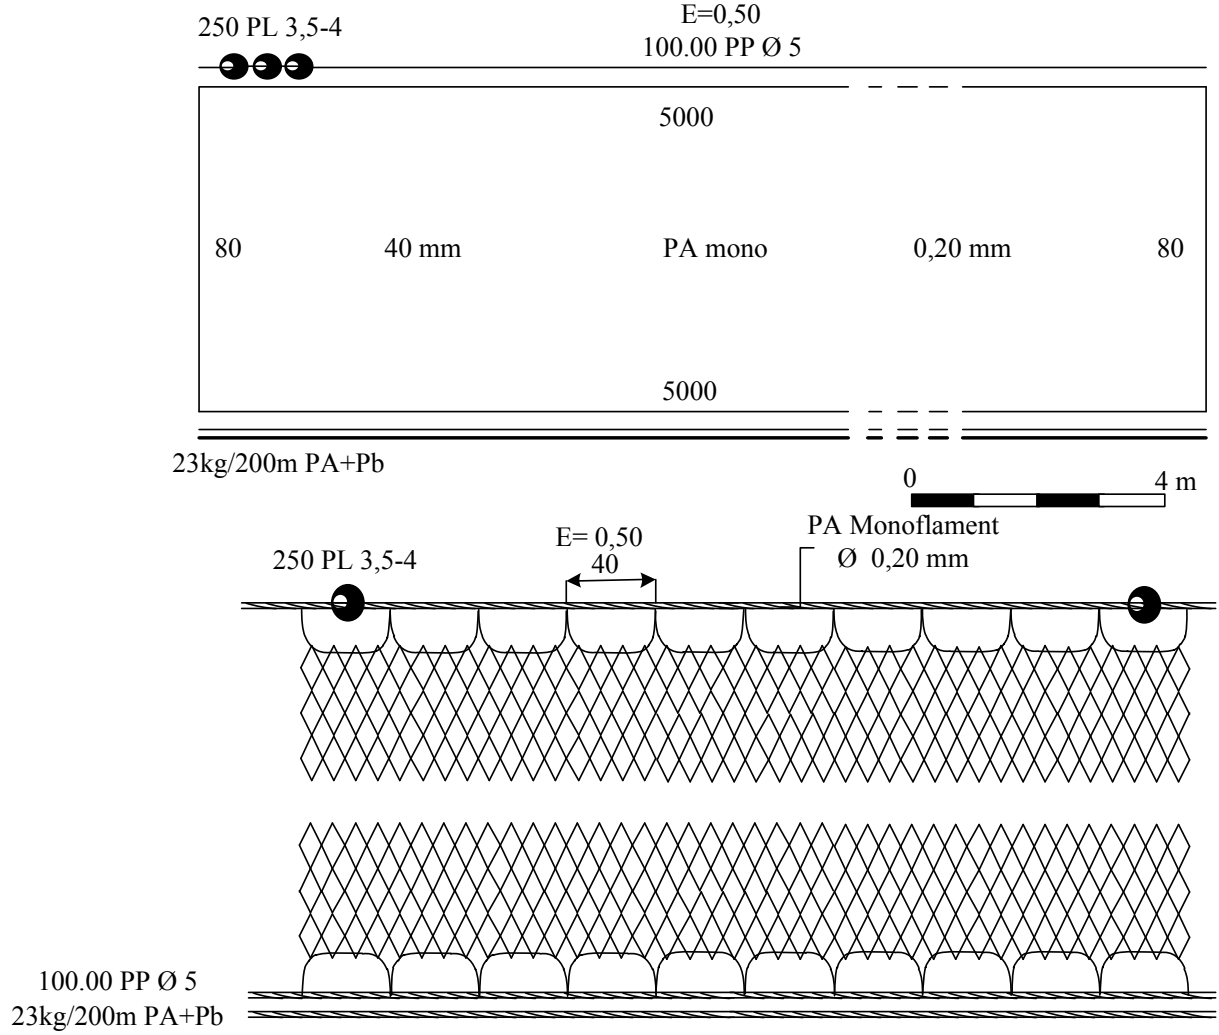 250 PL 3,5-4
E=0,50
100.00 PP Ø 5
5000
80 40 mm PA mono 0,20 mm 80
5000
23kg/200m PA+Pb
0 4 m
PA Monoflament
Ø 0,20 mm
E= 0,50
40
250 PL 3,5-4
100.00 PP Ø 5
23kg/200m PA+Pb